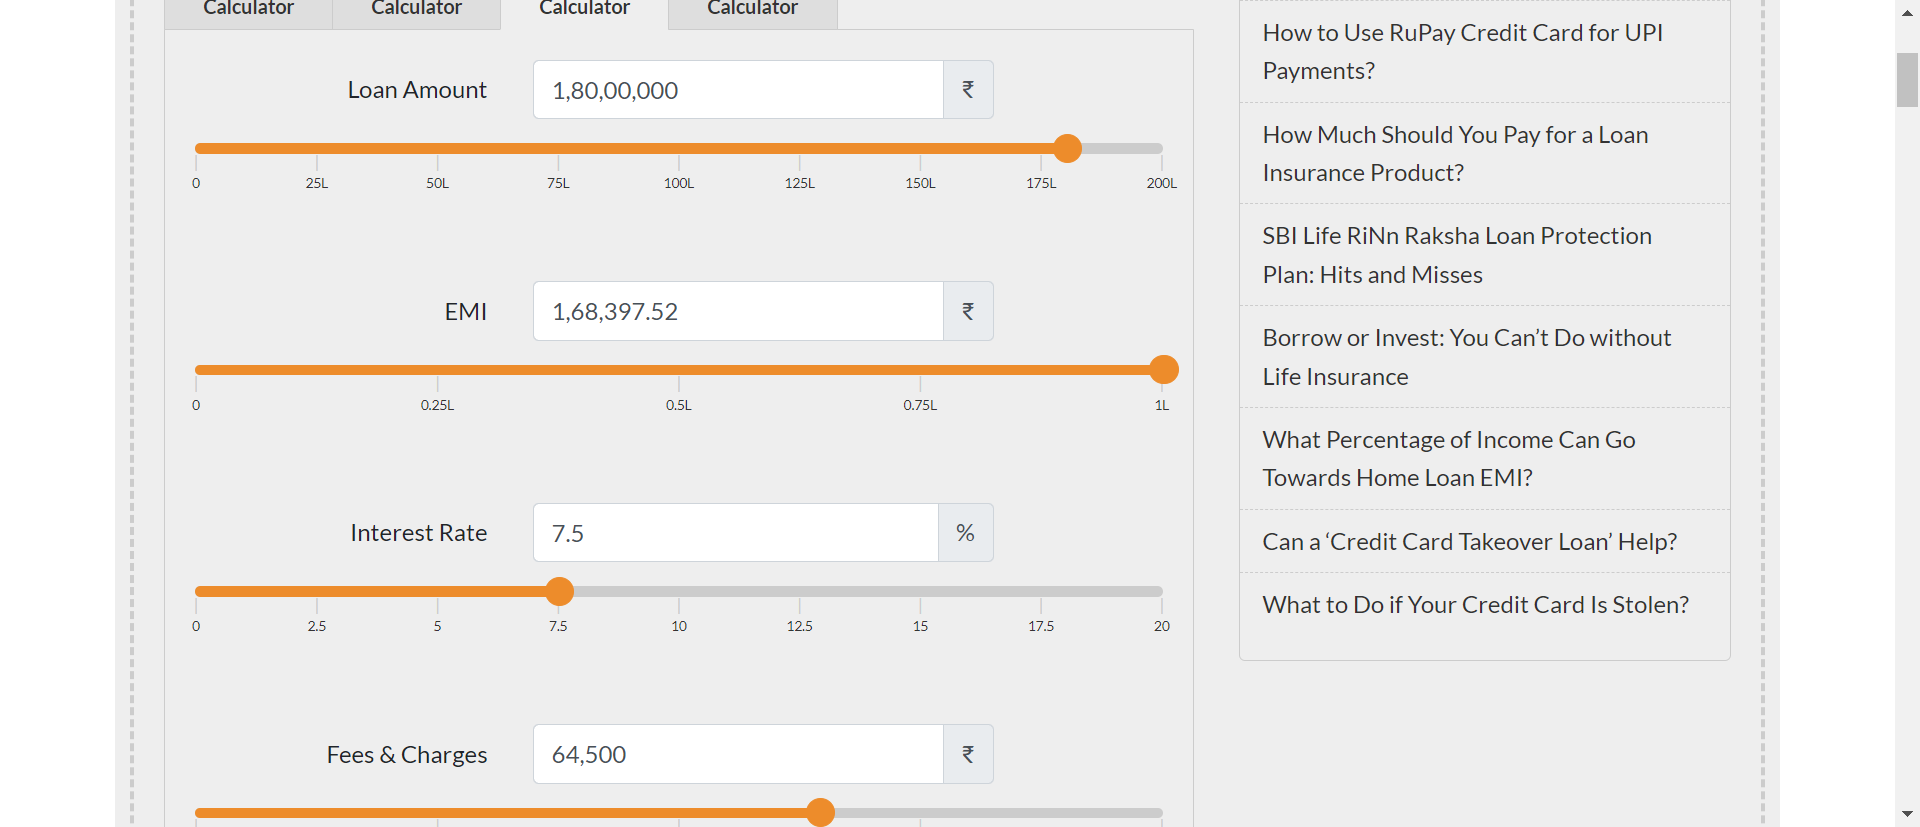 Calculator Calculator Calculator Calculator
Loan Amount 1,80,00,000 ₹
0 25L 50L 75L 100L 125L 150L 175L 200L
EMI 1,68,397.52 ₹
0 0.25L 0.5L 0.75L 1L
Interest Rate 7.5 %
0 2.5 5 7.5 10 12.5 15 17.5 20
Fees & Charges 64,500 ₹
How to Use RuPay Credit Card for UPI
Payments?
How Much Should You Pay for a Loan
Insurance Product?
SBI Life RiNn Raksha Loan Protection
Plan: Hits and Misses
Borrow or Invest: You Can’t Do without
Life Insurance
What Percentage of Income Can Go
Towards Home Loan EMI?
Can a ‘Credit Card Takeover Loan’ Help?
What to Do if Your Credit Card Is Stolen?